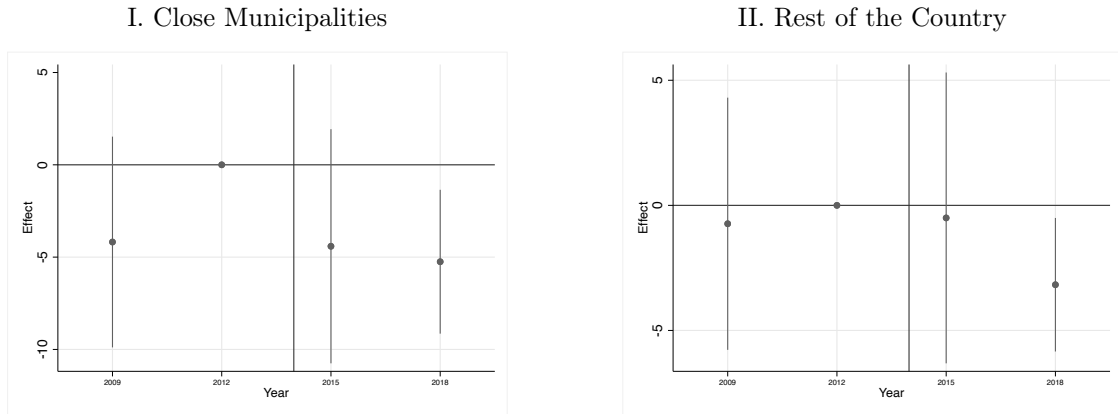 I. Close Municipalities
5
0
-5
-10
Effect
2009 2012 2015 2018
Year
II. Rest of the Country
5
0
-5
Effect
2009 2012 2015 2018
Year